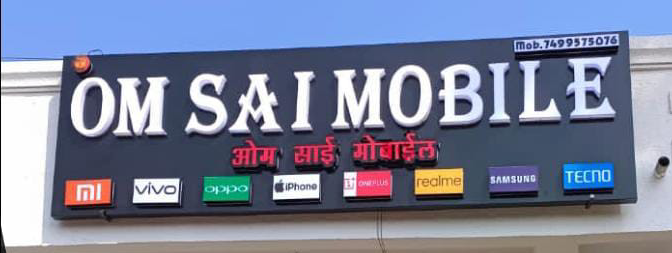 Mob.7499575076
OM SAI MOBILE
ओम साई मोबाईल
mi vivo oppo iPhone ONEPLUS realme SAMSUNG TECNO